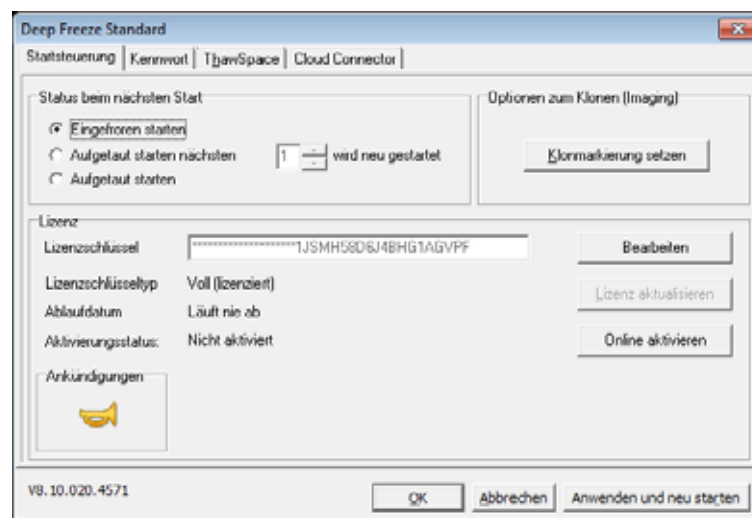 Deep Freeze Standard
Startsteuerung Kennwort ThawSpace Cloud Connector
Status beim nächsten Start
Eingefroren starten
Aufgetaut starten nächsten 1 wird neu gestartet
Aufgetaut starten
Optionen zum Klonen (Imaging)
Klonmarkierung setzen
Lizenz
Lizenzschlüssel ********************1JSMH58D6J4BHG1AGVPF Bearbeiten
Lizenzschlüsseltyp Voll (lizenziert) Lizenz aktualisieren
Ablaufdatum Läuft nie ab
Aktivierungsstatus: Nicht aktiviert Online aktivieren
Ankündigungen
V8.10.020.4571 OK Abbrechen Anwenden und neu starten